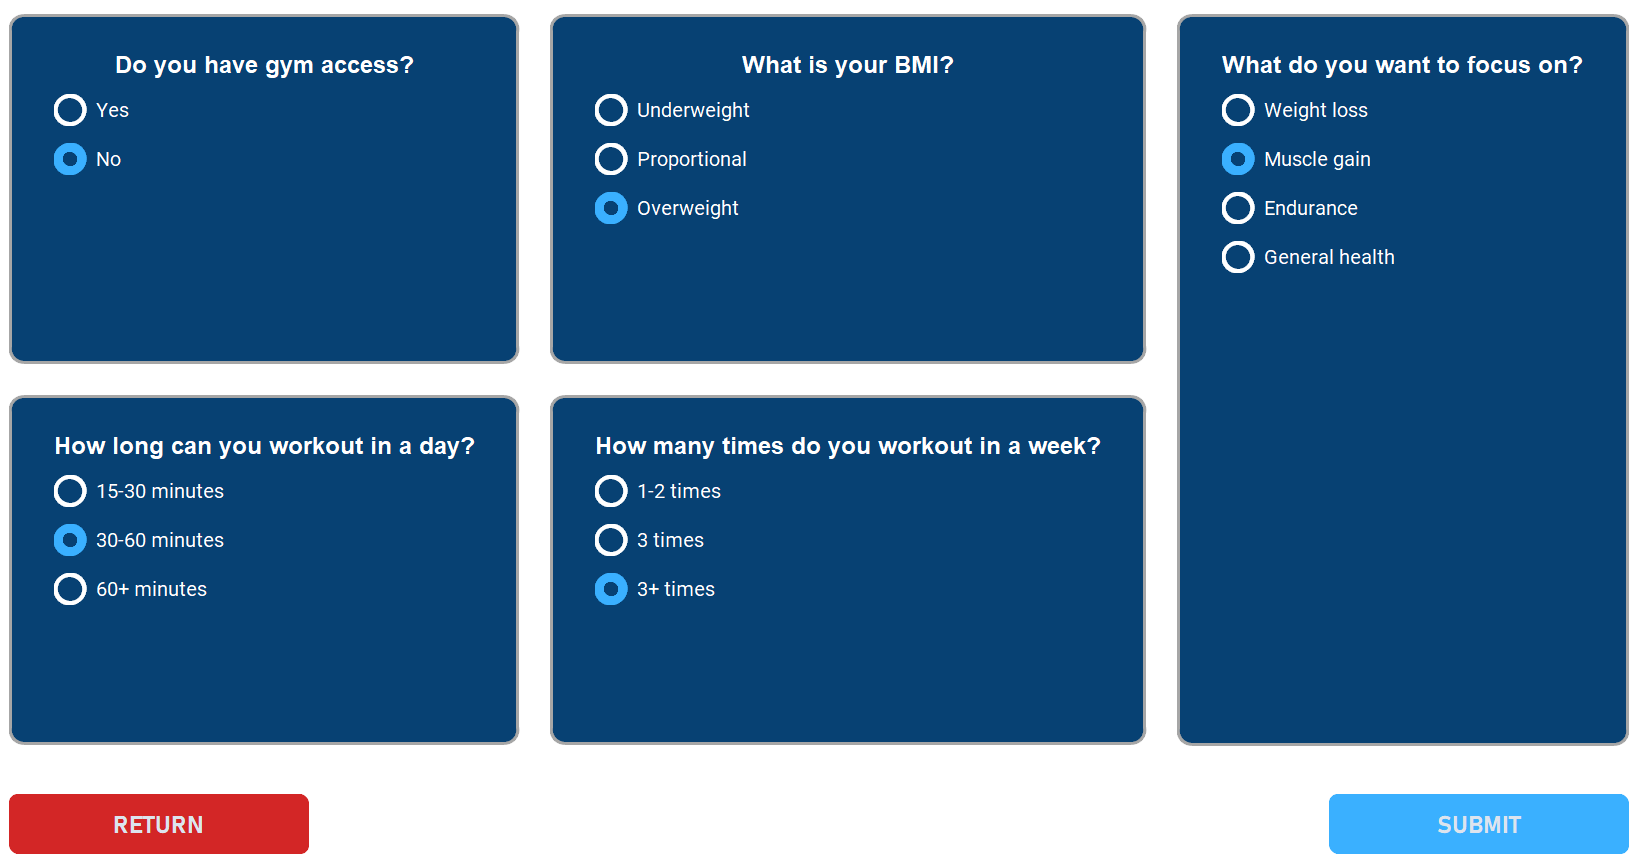 Do you have gym access?
Yes
No
What is your BMI?
Underweight
Proportional
Overweight
What do you want to focus on?
Weight loss
Muscle gain
Endurance
General health
How long can you workout in a day?
15-30 minutes
30-60 minutes
60+ minutes
How many times do you workout in a week?
1-2 times
3 times
3+ times
RETURN
SUBMIT